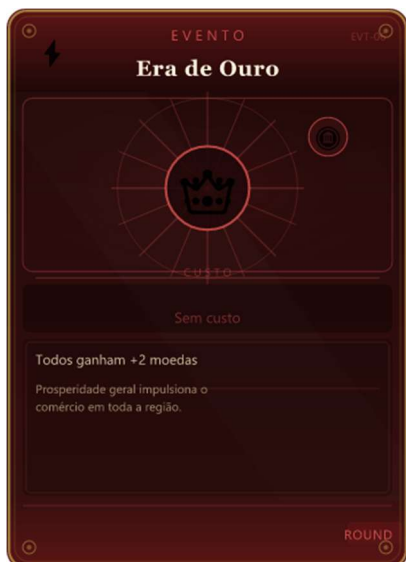 EVENTO
Era de Ouro
CUSTO
Sem custo
Todos ganham +2 moedas
Prosperidade geral impulsiona o
comércio em toda a região.
ROUND